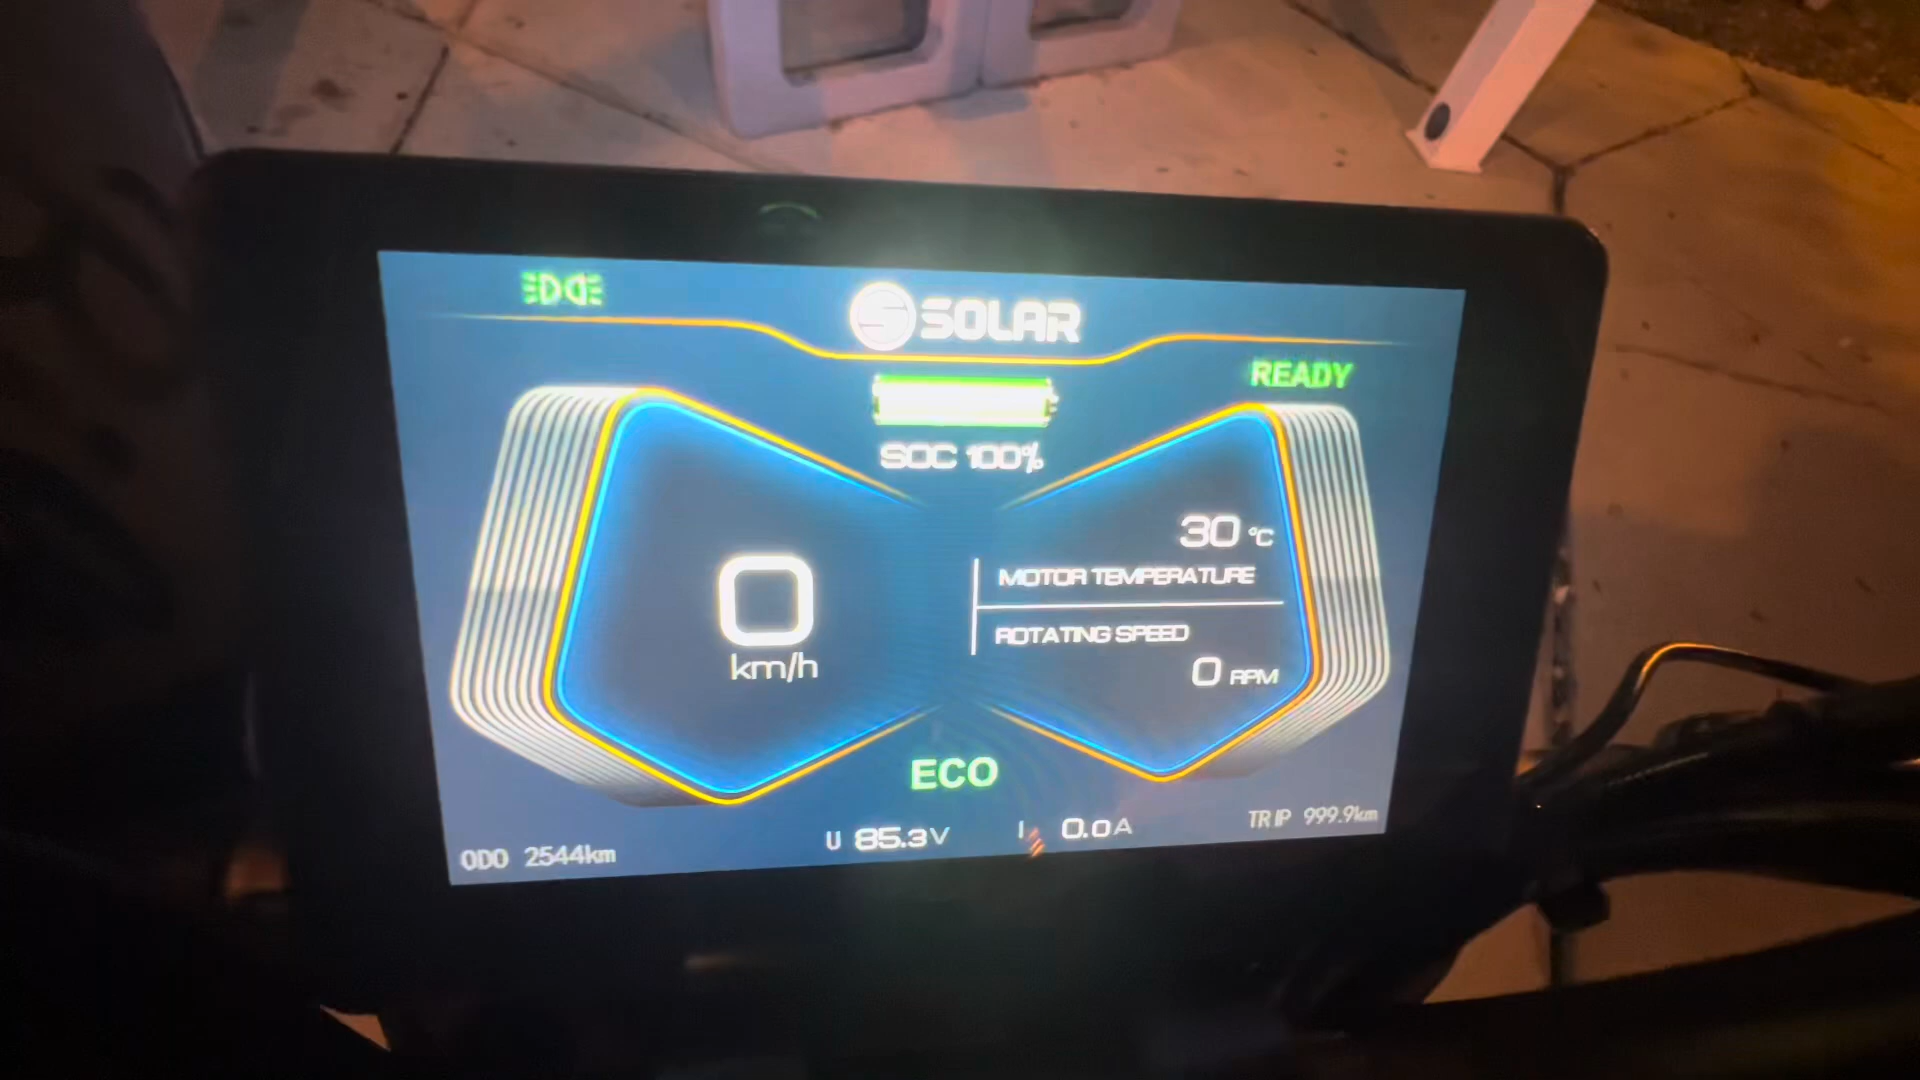 SOLAR
READY
SOC 100%
30 °C
MOTOR TEMPERATURE
0
km/h
ROTATING SPEED
0 RPM
ECO
ODO 2544km
U 85.3V
I 0.0A
TRIP 999.9km